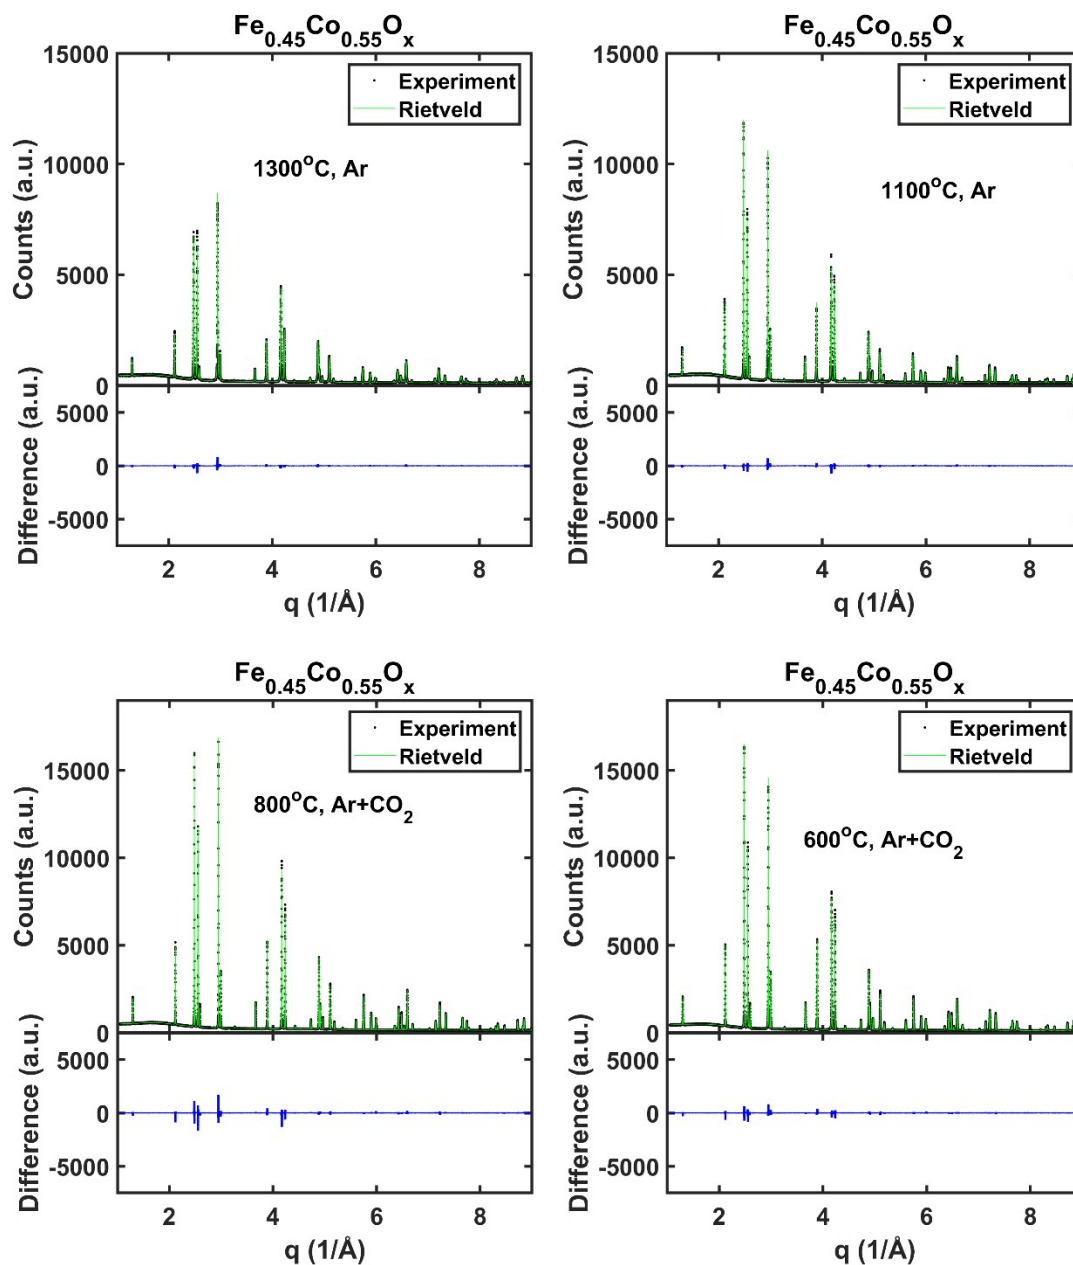 Fe0.45Co0.55Ox
15000
10000
5000
0
Counts (a.u.)
Experiment
Rietveld
1300°C, Ar
5000
0
-5000
Difference (a.u.)
2 4 6 8
q (1/Å)
Fe0.45Co0.55Ox
15000
10000
5000
0
Counts (a.u.)
Experiment
Rietveld
1100°C, Ar
5000
0
-5000
Difference (a.u.)
2 4 6 8
q (1/Å)
Fe0.45Co0.55Ox
15000
10000
5000
0
Counts (a.u.)
Experiment
Rietveld
800°C, Ar+CO2
5000
0
-5000
Difference (a.u.)
2 4 6 8
q (1/Å)
Fe0.45Co0.55Ox
15000
10000
5000
0
Counts (a.u.)
Experiment
Rietveld
600°C, Ar+CO2
5000
0
-5000
Difference (a.u.)
2 4 6 8
q (1/Å)